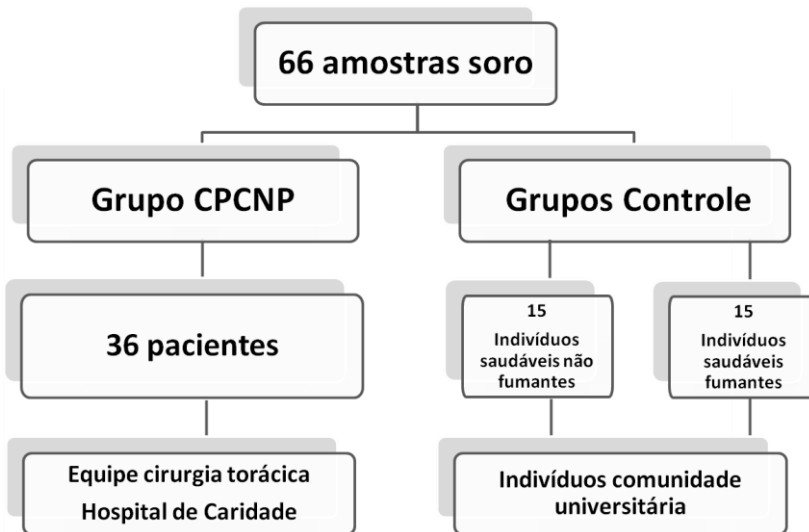 66 amostras soro
Grupo CPCNP
Grupos Controle
36 pacientes
15
Indivíduos
saudáveis não
fumantes
15
Indivíduos
saudáveis
fumantes
Equipe cirurgia torácica
Hospital de Caridade
Indivíduos comunidade
universitária